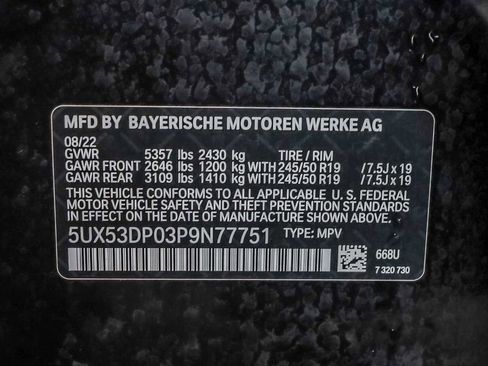 MFD BY BAYERISCHE MOTOREN WERKE AG
08/22
GVWR 5357 lbs 2430 kg TIRE / RIM
GAWR FRONT 2646 lbs 1200 kg WITH 245/50 R19 /7.5J x 19
GAWR REAR 3109 lbs 1410 kg WITH 245/50 R19 /7.5J x 19
THIS VEHICLE CONFORMS TO ALL APPLICABLE U. S. FEDERAL
MOTOR VEHICLE SAFETY AND THEFT PREVENTION STANDARDS
IN EFFECT ON THE DATE OF MANUFACTURE SHOWN ABOVE.
5UX53DP03P9N77751 TYPE: MPV
668U
7 320 730